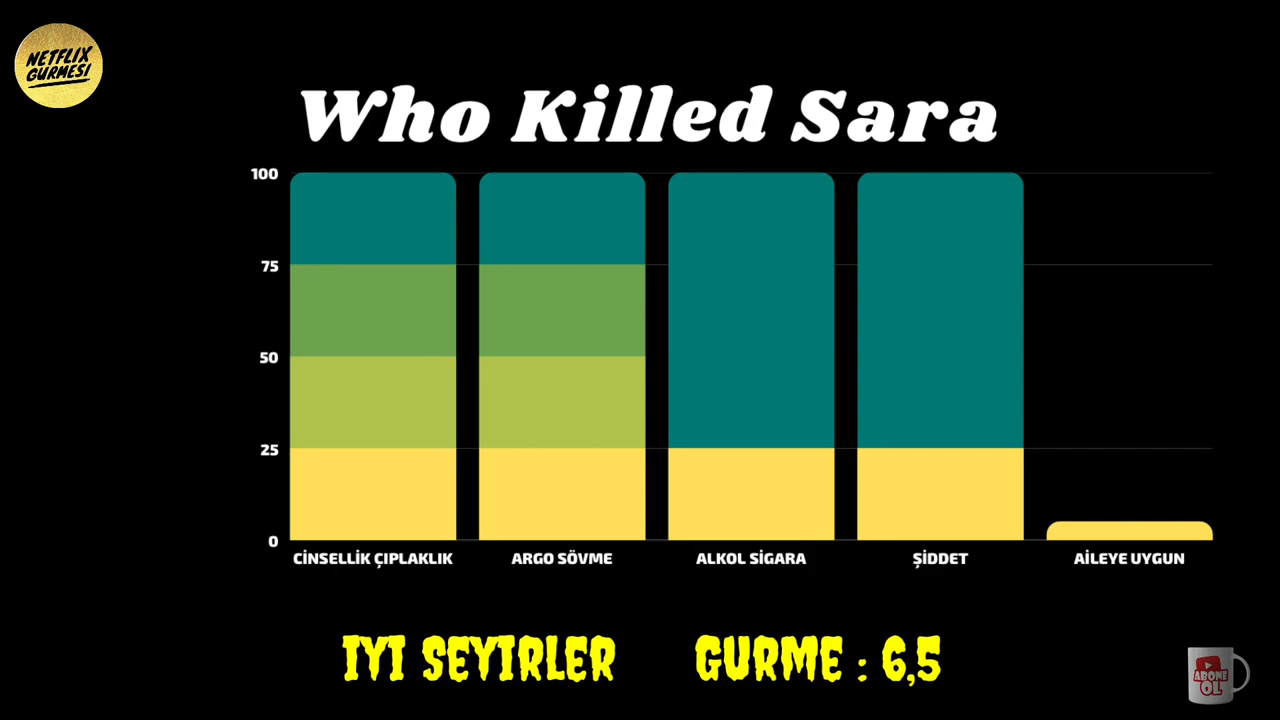 NETFLIX
GURMESI
Who Killed Sara
100
75
50
25
0
CİNSELLİK ÇIPLAKLIK
ARGO SÖVME
ALKOL SİGARA
ŞİDDET
AİLEYE UYGUN
IYI SEYIRLER
GURME : 6,5
ABONE
OL